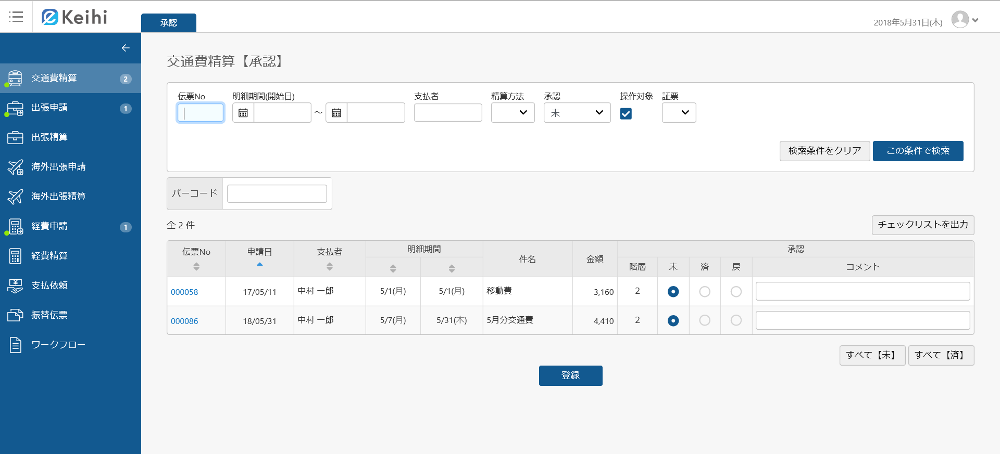 Keihi
承認
2018年5月31日(木)
交通費精算 2
出張申請 1
出張精算
海外出張申請
海外出張精算
経費申請 1
経費精算
支払依頼
振替伝票
ワークフロー
交通費精算【承認】
伝票No 明細期間(開始日) 支払者 精算方法 承認 操作対象 証票
～ 未
検索条件をクリア この条件で検索
バーコード
全 2 件
チェックリストを出力
伝票No 申請日 支払者 明細期間 件名 金額 承認
階層 未 済 戻 コメント
000058 17/05/11 中村 一郎 5/1(月) 5/1(月) 移動費 3,160 2
000086 18/05/31 中村 一郎 5/7(月) 5/31(木) 5月分交通費 4,410 2
すべて【未】 すべて【済】
登録